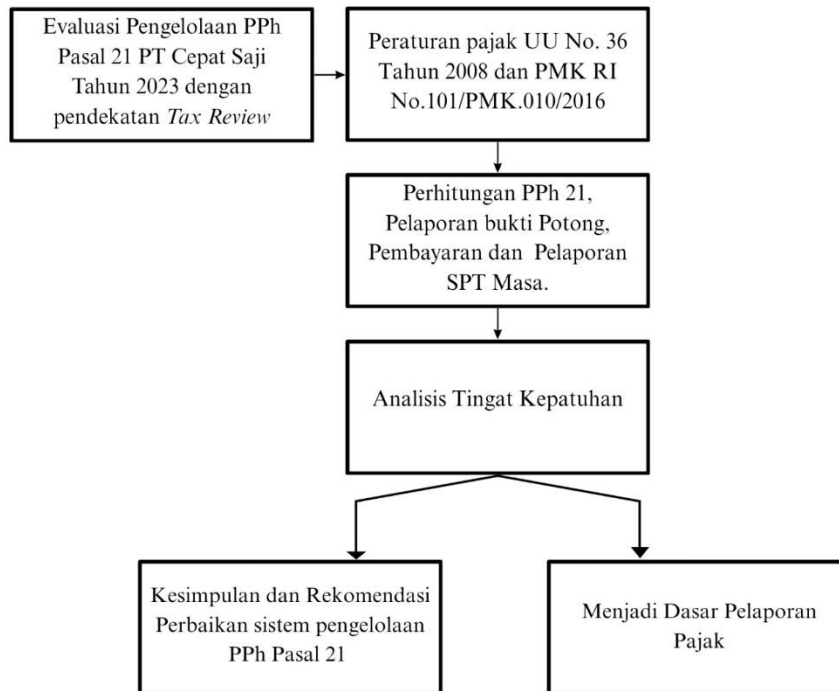 Evaluasi Pengelolaan PPh
Pasal 21 PT Cepat Saji
Tahun 2023 dengan
pendekatan Tax Review
Peraturan pajak UU No. 36
Tahun 2008 dan PMK RI
No.101/PMK.010/2016
Perhitungan PPh 21,
Pelaporan bukti Potong,
Pembayaran dan Pelaporan
SPT Masa.
Analisis Tingat Kepatuhan
Kesimpulan dan Rekomendasi
Perbaikan sistem pengelolaan
PPh Pasal 21
Menjadi Dasar Pelaporan
Pajak